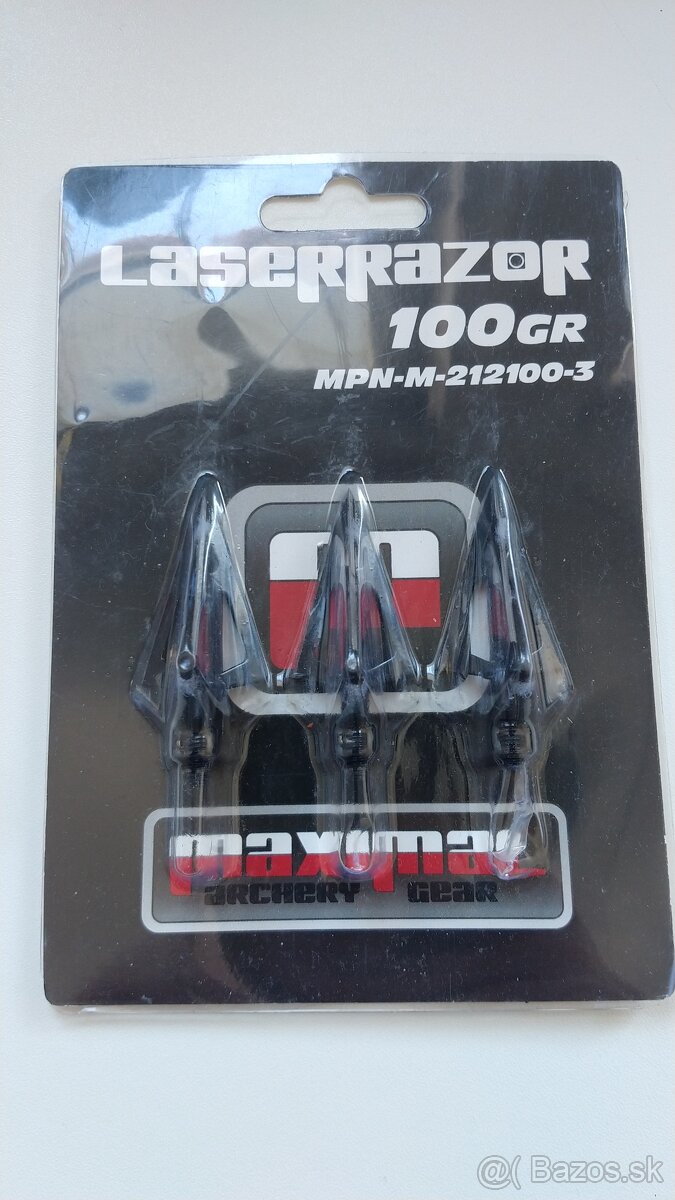 LASERRAZOR
100GR
MPN-M-212100-3
maximal
ARCHERY GEAR
@( Bazos.sk